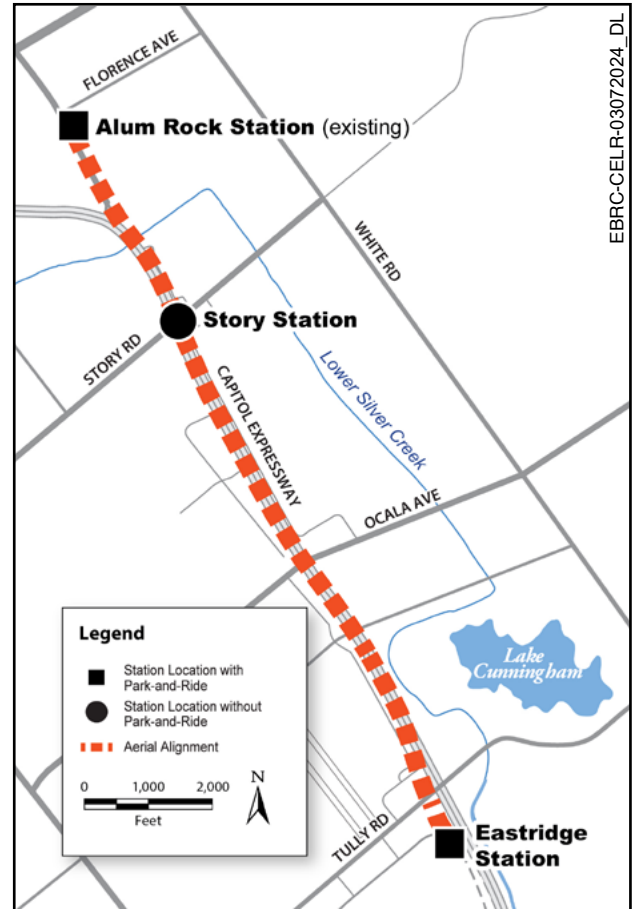 EBRC-CELR-03072024_DL
FLORENCE AVE
Alum Rock Station (existing)
WHITE RD
Story Station
STORY RD
CAPITOL EXPRESSWAY
Lower Silver Creek
OCALA AVE
Lake
Cunningham
Legend
Station Location with
Park-and-Ride
Station Location without
Park-and-Ride
Aerial Alignment
0 1,000 2,000
Feet
N
TULLY RD
Eastridge
Station